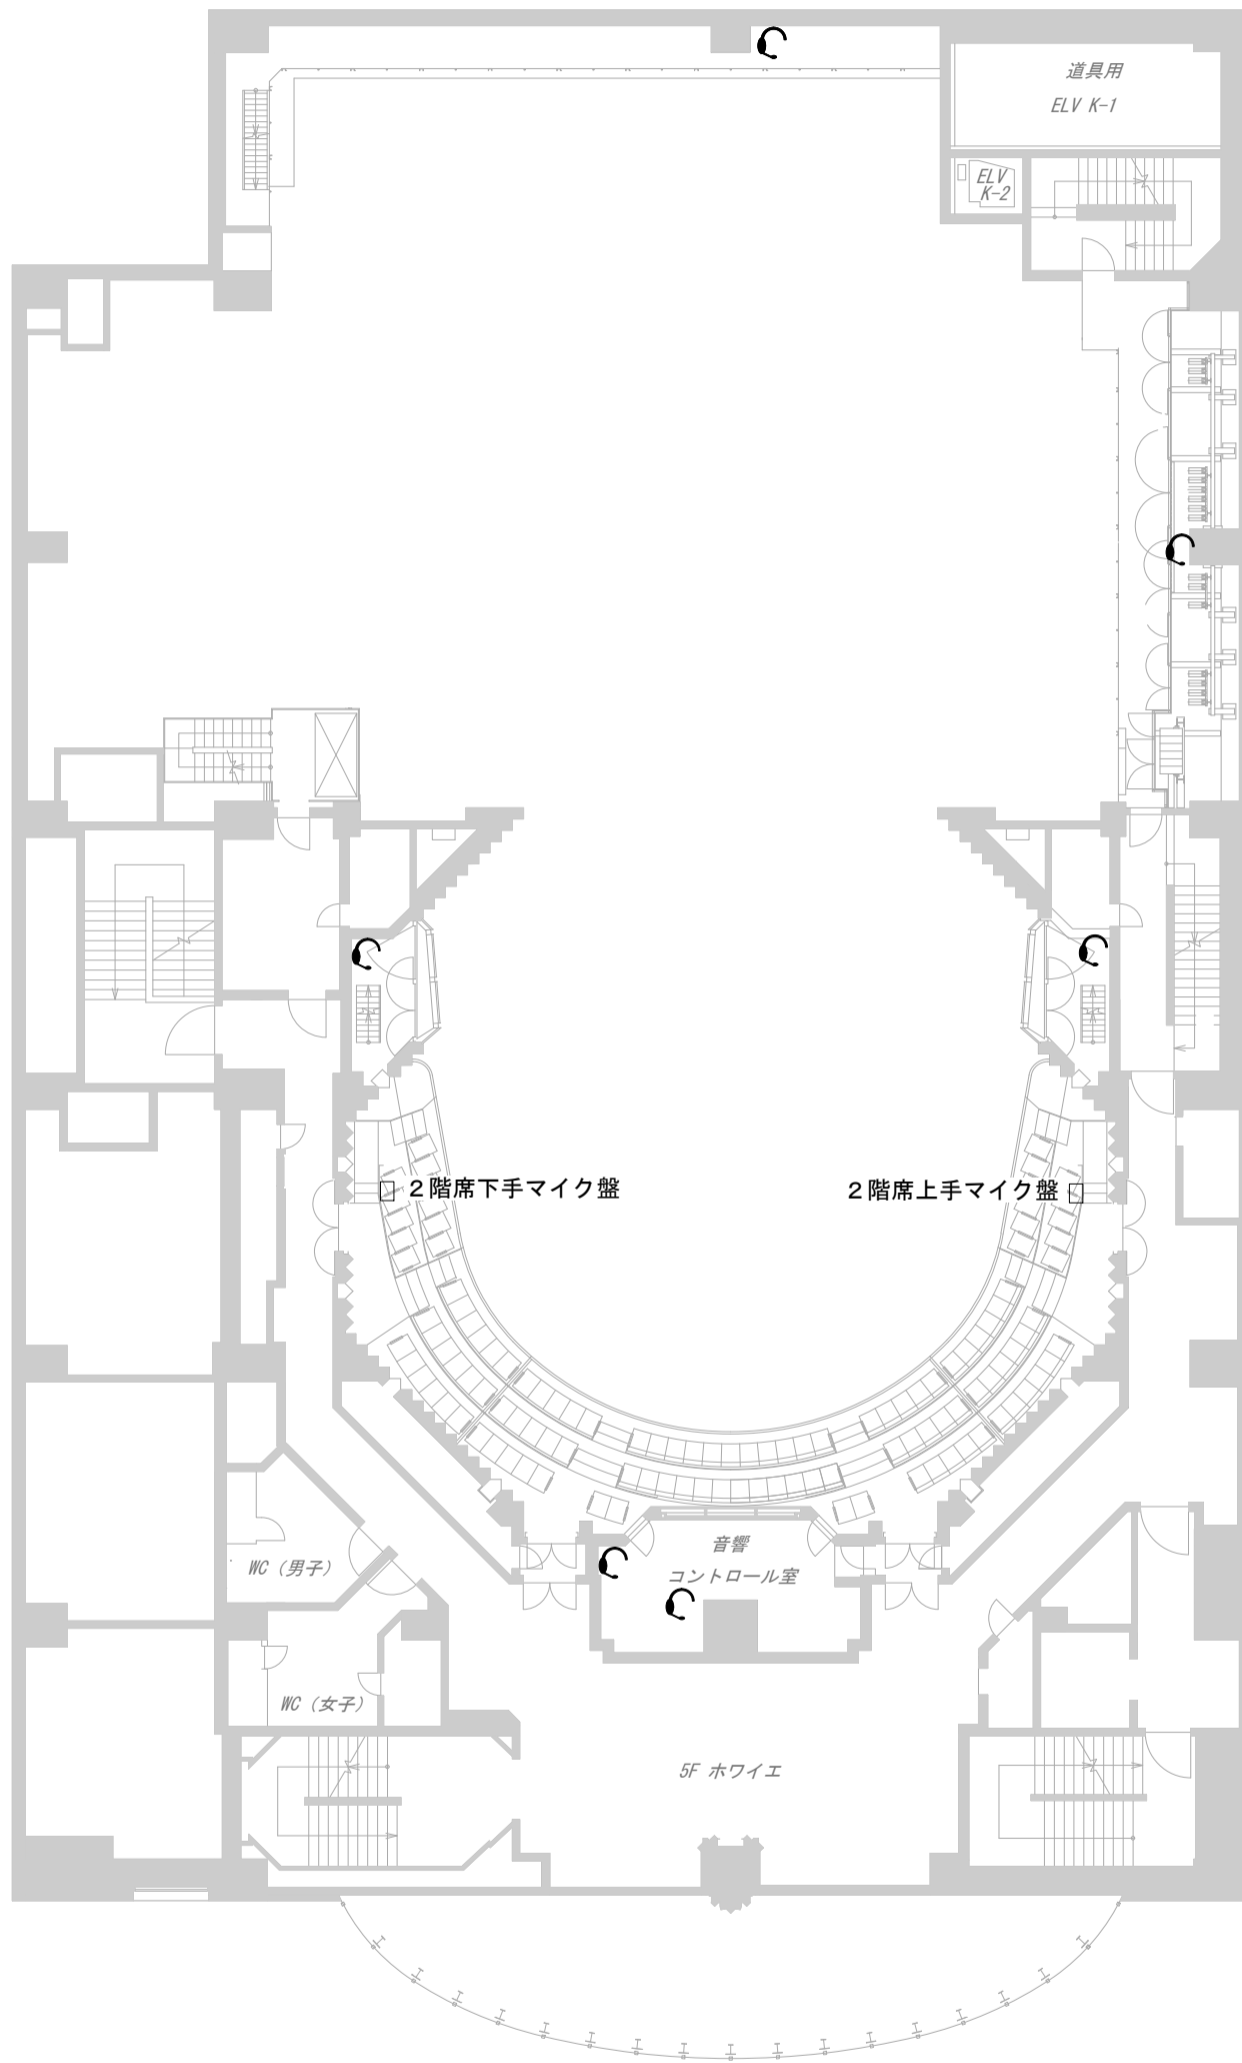 道具用
ELV K-1
ELV
K-2
２階席下手マイク盤
２階席上手マイク盤
音響
コントロール室
WC（男子）
WC（女子）
5F ホワイエ